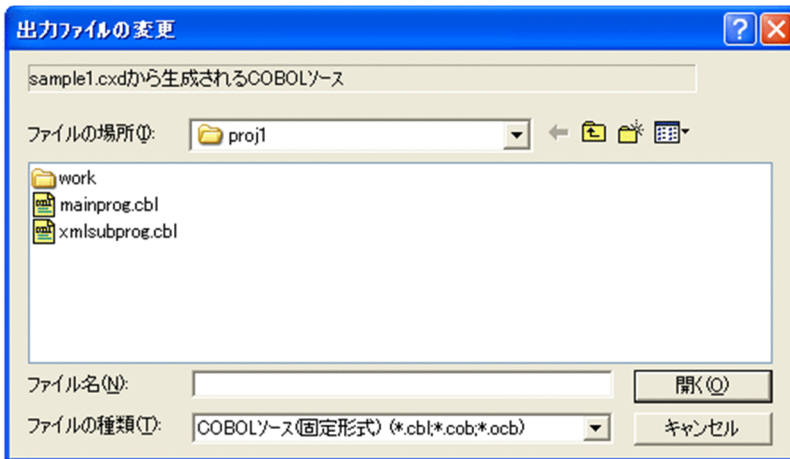 出力ファイルの変更
sample1.cxdから生成されるCOBOLソース
ファイルの場所(I):
proj1
work
mainprog.cbl
xmlsubprog.cbl
ファイル名(N):
開く(O)
ファイルの種類(T):
COBOLソース(固定形式) (*.cbl;*.cob;*.ocb)
キャンセル